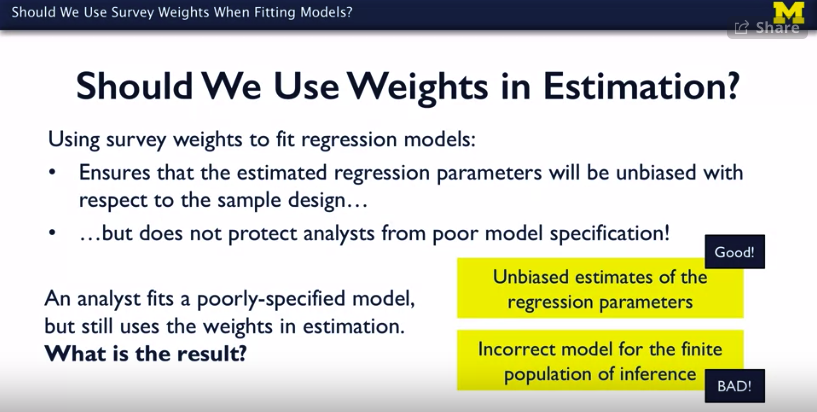 Should We Use Survey Weights When Fitting Models?
M
Share
Should We Use Weights in Estimation?
Using survey weights to fit regression models:
• Ensures that the estimated regression parameters will be unbiased with
respect to the sample design…
• …but does not protect analysts from poor model specification!
Good!
Unbiased estimates of the
regression parameters
An analyst fits a poorly-specified model,
but still uses the weights in estimation.
What is the result?
Incorrect model for the finite
population of inference
BAD!